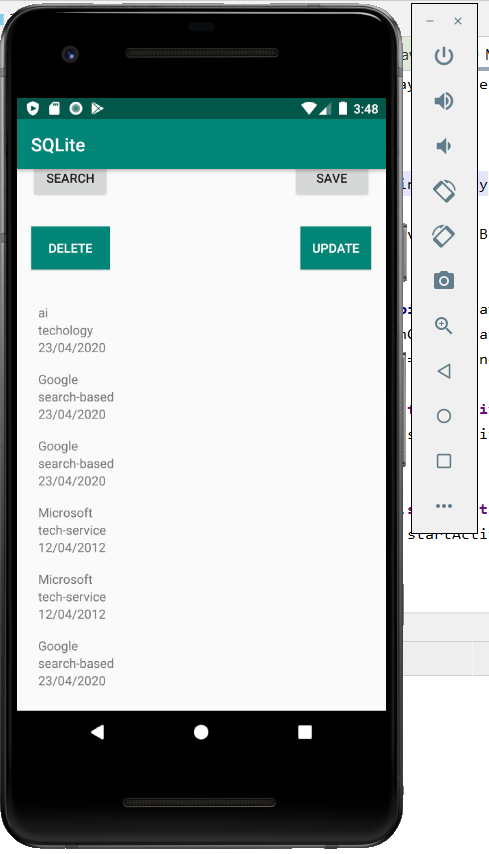 3:48
SQLite
SEARCH SAVE
DELETE UPDATE
ai
techology
23/04/2020
Google
search-based
23/04/2020
Google
search-based
23/04/2020
Microsoft
tech-service
12/04/2012
Microsoft
tech-service
12/04/2012
Google
search-based
23/04/2020
startActi